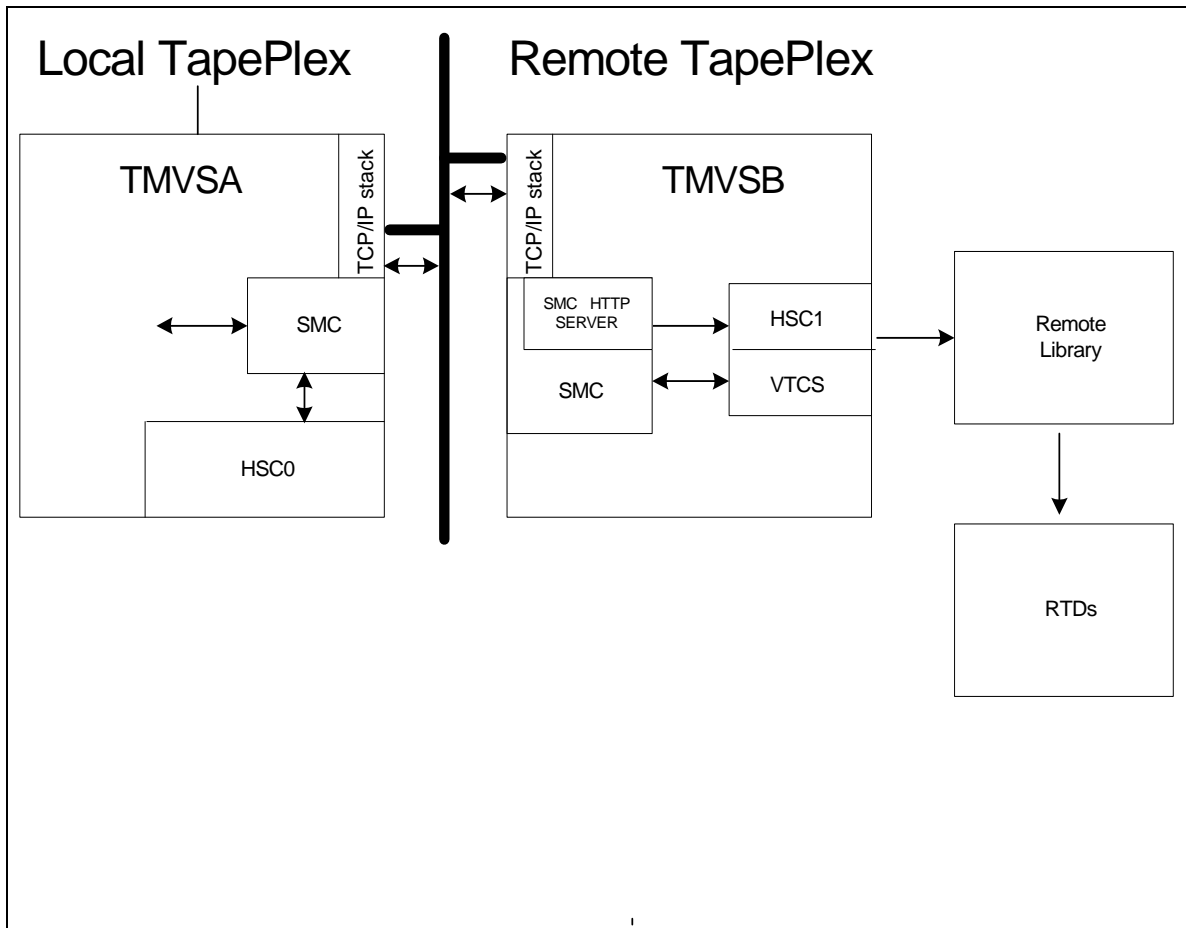 Local TapePlex
Remote TapePlex
TMVSA
TCP/IP stack
SMC
HSC0
TCP/IP stack
TMVSB
SMC HTTP
SERVER
HSC1
SMC
VTCS
Remote
Library
RTDs